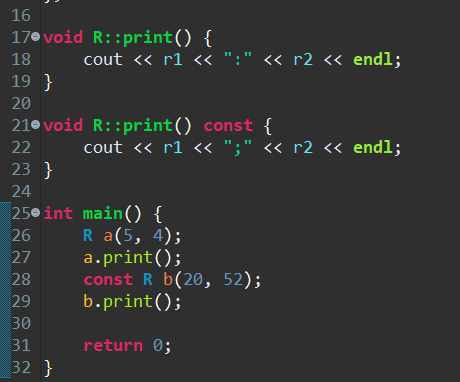 16
17 void R::print() {
18 cout << r1 << ":" << r2 << endl;
19 }
20
21 void R::print() const {
22 cout << r1 << ";" << r2 << endl;
23 }
24
25 int main() {
26 R a(5, 4);
27 a.print();
28 const R b(20, 52);
29 b.print();
30
31 return 0;
32 }